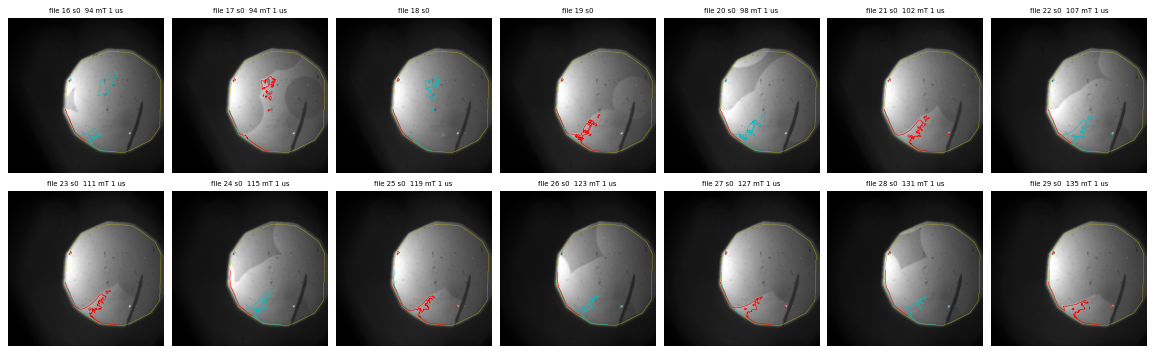 file 16 s0  94 mT 1 us
file 17 s0  94 mT 1 us
file 18 s0
file 19 s0
file 20 s0  98 mT 1 us
file 21 s0  102 mT 1 us
file 22 s0  107 mT 1 us
file 23 s0  111 mT 1 us
file 24 s0  115 mT 1 us
file 25 s0  119 mT 1 us
file 26 s0  123 mT 1 us
file 27 s0  127 mT 1 us
file 28 s0  131 mT 1 us
file 29 s0  135 mT 1 us